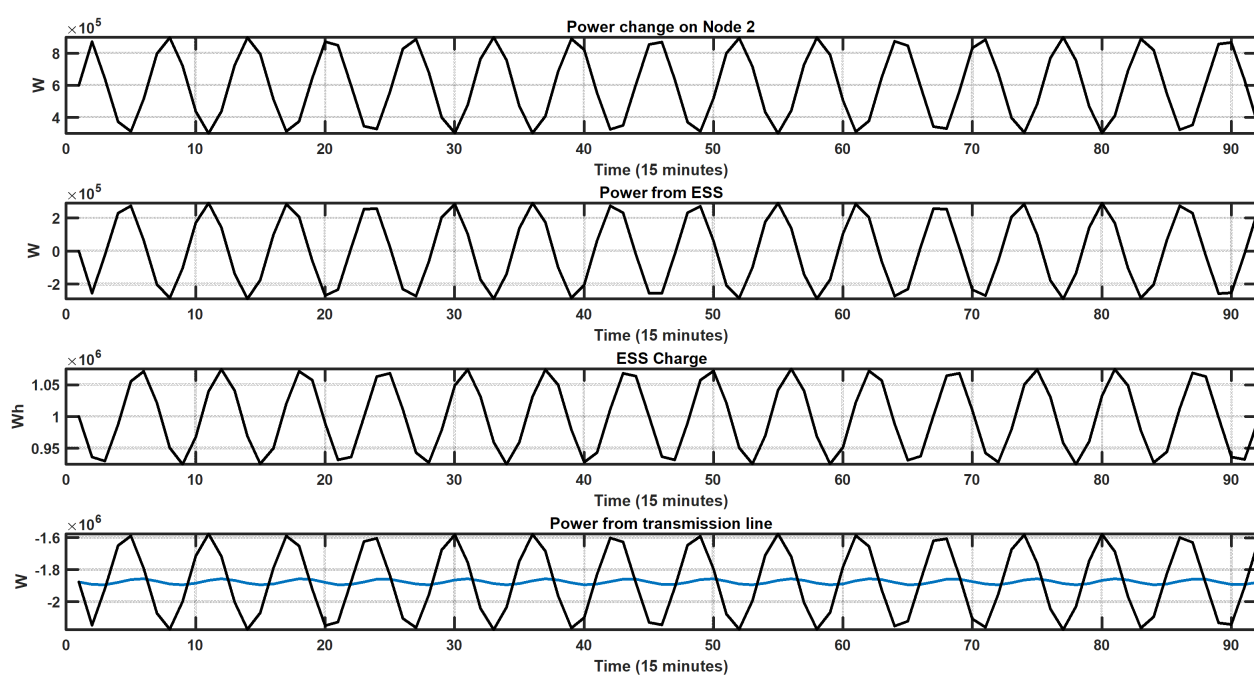 ×10⁵
Power change on Node 2
8
6
4
W
0 10 20 30 40 50 60 70 80 90
Time (15 minutes)
×10⁵
Power from ESS
2
0
-2
W
0 10 20 30 40 50 60 70 80 90
Time (15 minutes)
×10⁶
ESS Charge
1.05
1
0.95
Wh
0 10 20 30 40 50 60 70 80 90
Time (15 minutes)
×10⁶
Power from transmission line
-1.6
-1.8
-2
W
0 10 20 30 40 50 60 70 80 90
Time (15 minutes)